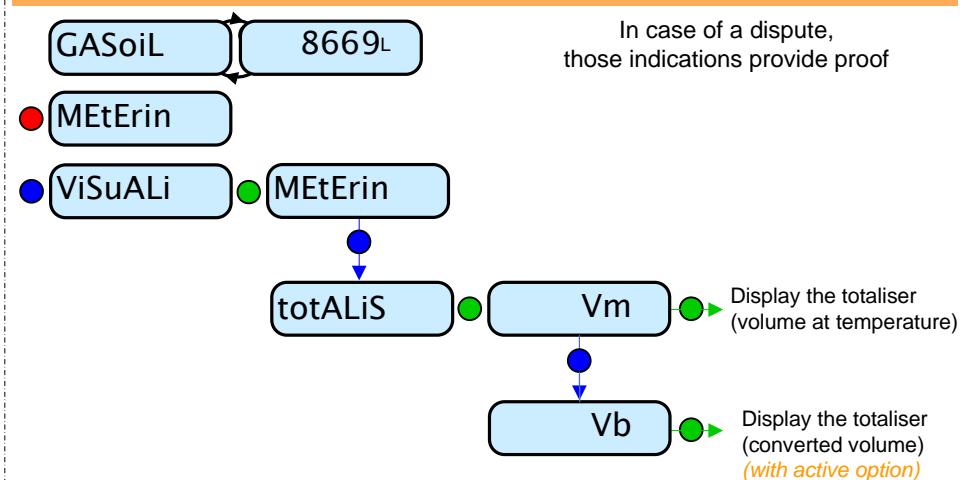 GASoiL
8669L
In case of a dispute,
those indications provide proof
MEtErin
ViSuALi
MEtErin
totALiS
Vm
Display the totaliser
(volume at temperature)
Vb
Display the totaliser
(converted volume)
(with active option)